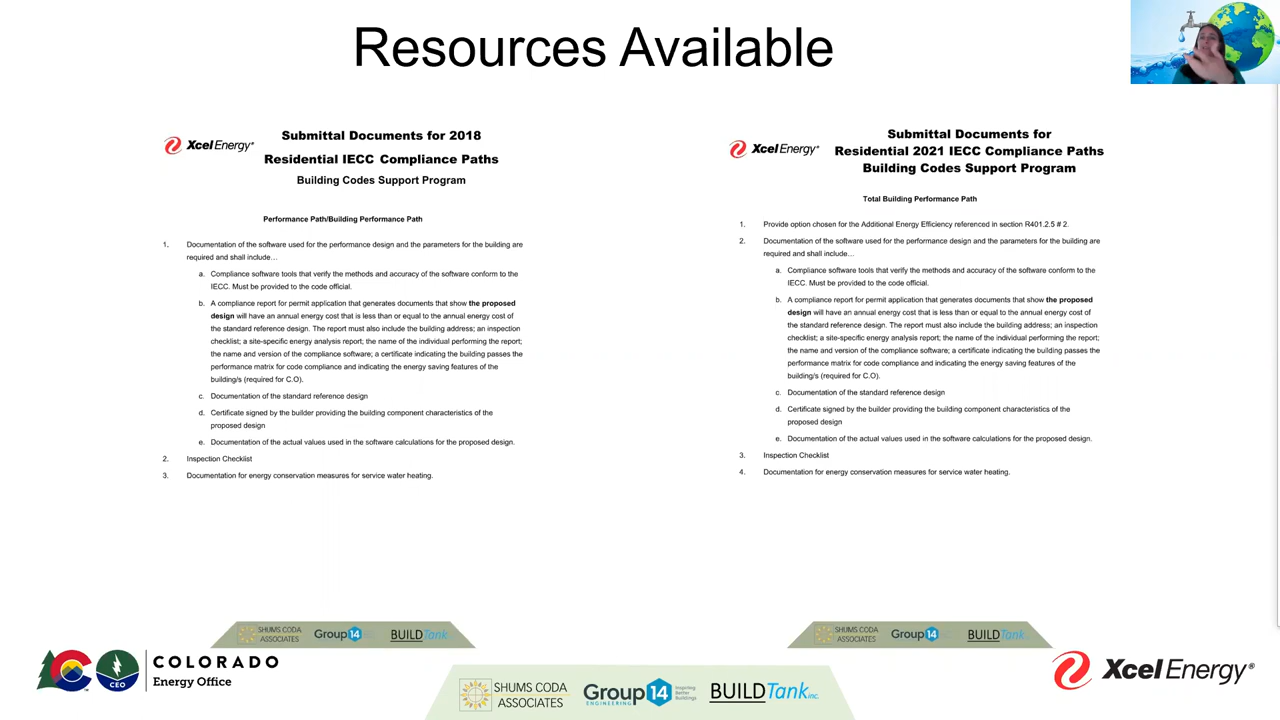 Resources Available
Xcel Energy®
Submittal Documents for 2018
Residential IECC Compliance Paths
Building Codes Support Program
Performance Path/Building Performance Path
1. Documentation of the software used for the performance design and the parameters for the building are
required and shall include…
a. Compliance software tools that verify the methods and accuracy of the software conform to the
IECC. Must be provided to the code official.
b. A compliance report for permit application that generates documents that show the proposed
design will have an annual energy cost that is less than or equal to the annual energy cost of
the standard reference design. The report must also include the building address; an inspection
checklist; a site-specific energy analysis report; the name of the individual performing the report;
the name and version of the compliance software; a certificate indicating the building passes the
performance matrix for code compliance and indicating the energy saving features of the
building/s (required for C.O).
c. Documentation of the standard reference design
d. Certificate signed by the builder providing the building component characteristics of the
proposed design
e. Documentation of the actual values used in the software calculations for the proposed design.
2. Inspection Checklist
3. Documentation for energy conservation measures for service water heating.
SHUMS CODA
ASSOCIATES
Group14
BUILDTank
Xcel Energy®
Submittal Documents for
Residential 2021 IECC Compliance Paths
Building Codes Support Program
Total Building Performance Path
1. Provide option chosen for the Additional Energy Efficiency referenced in section R401.2.5 # 2.
2. Documentation of the software used for the performance design and the parameters for the building are
required and shall include…
a. Compliance software tools that verify the methods and accuracy of the software conform to the
IECC. Must be provided to the code official.
b. A compliance report for permit application that generates documents that show the proposed
design will have an annual energy cost that is less than or equal to the annual energy cost of
the standard reference design. The report must also include the building address; an inspection
checklist; a site-specific energy analysis report; the name of the individual performing the report;
the name and version of the compliance software; a certificate indicating the building passes the
performance matrix for code compliance and indicating the energy saving features of the
building/s (required for C.O).
c. Documentation of the standard reference design
d. Certificate signed by the builder providing the building component characteristics of the
proposed design
e. Documentation of the actual values used in the software calculations for the proposed design.
3. Inspection Checklist
4. Documentation for energy conservation measures for service water heating.
SHUMS CODA
ASSOCIATES
Group14
BUILDTank
CEO
COLORADO
Energy Office
SHUMS CODA
ASSOCIATES
Group14
ENGINEERING
Inspiring
Better
Buildings
BUILDTank inc.
Xcel Energy®